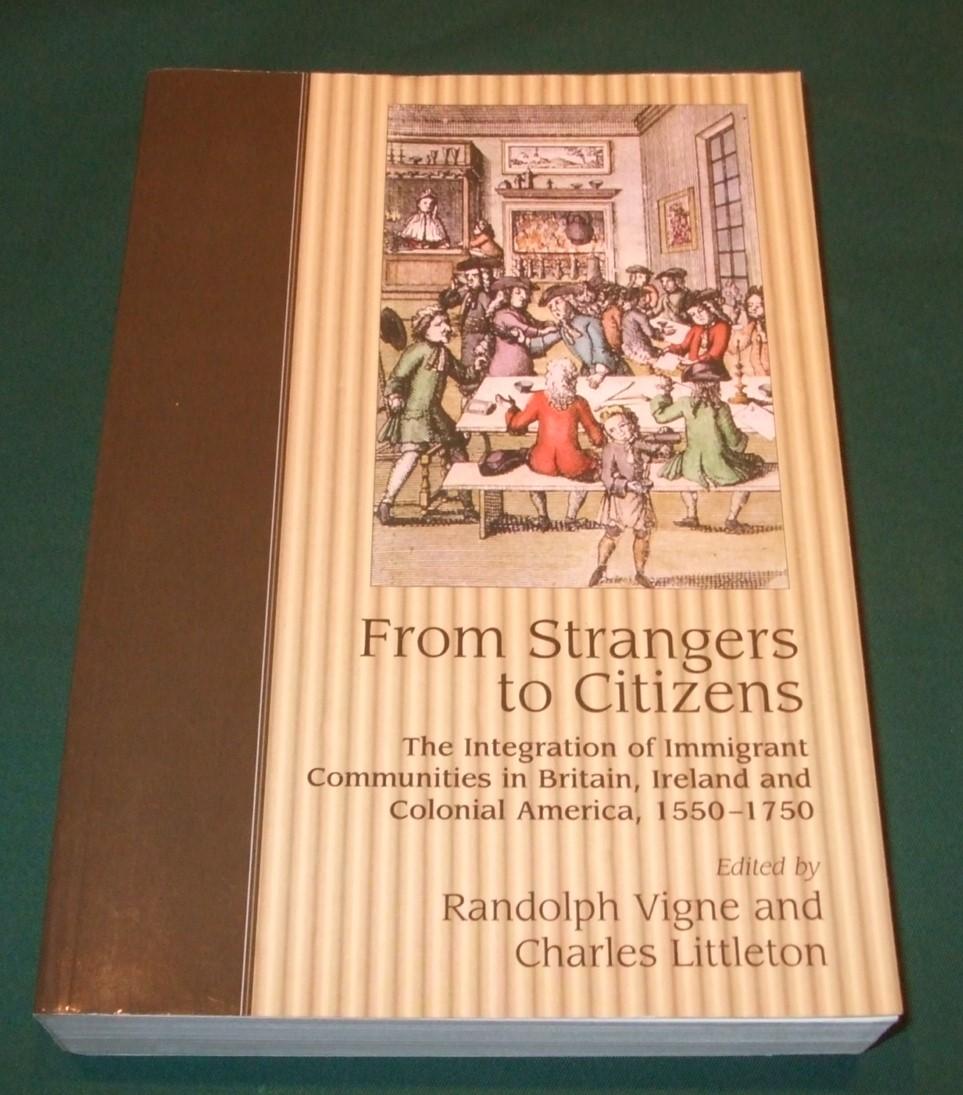 From Strangers
to Citizens
The Integration of Immigrant
Communities in Britain, Ireland and
Colonial America, 1550–1750
Edited by
Randolph Vigne and
Charles Littleton